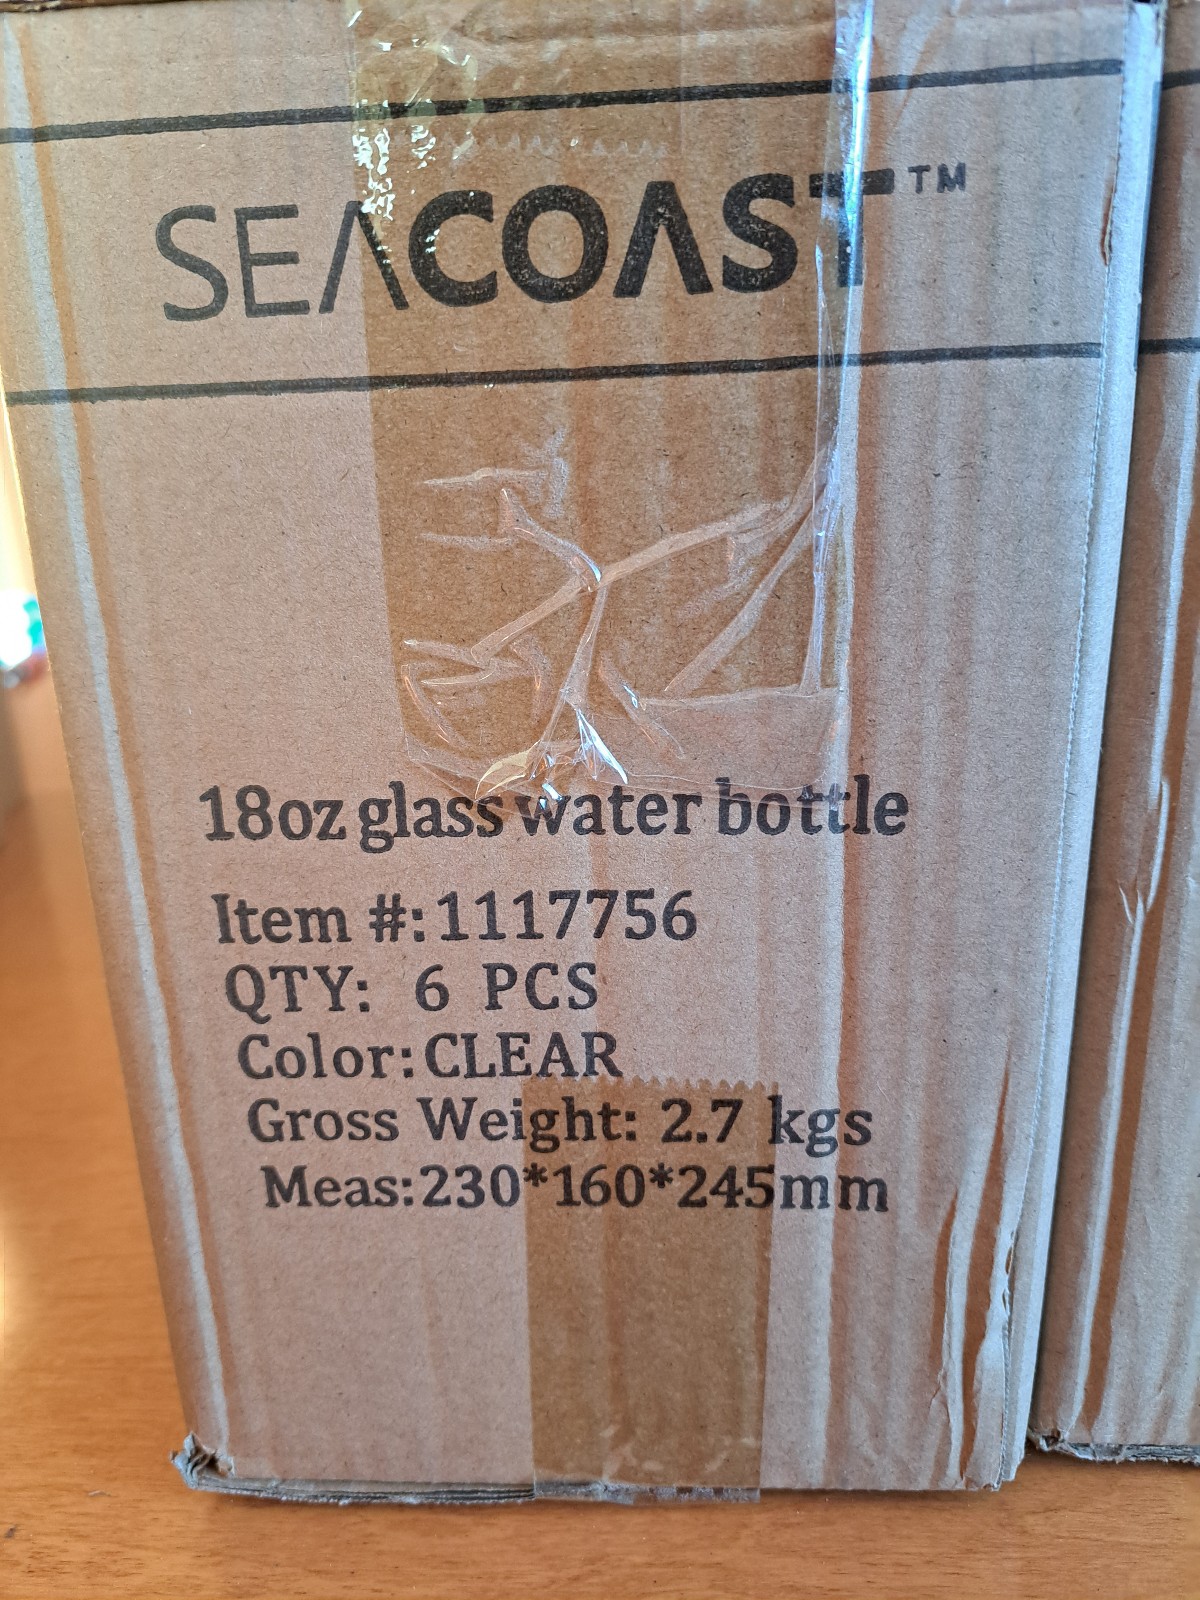 SEACOAST™
18oz glass water bottle
Item #:1117756
QTY: 6 PCS
Color:CLEAR
Gross Weight: 2.7 kgs
Meas:230*160*245mm